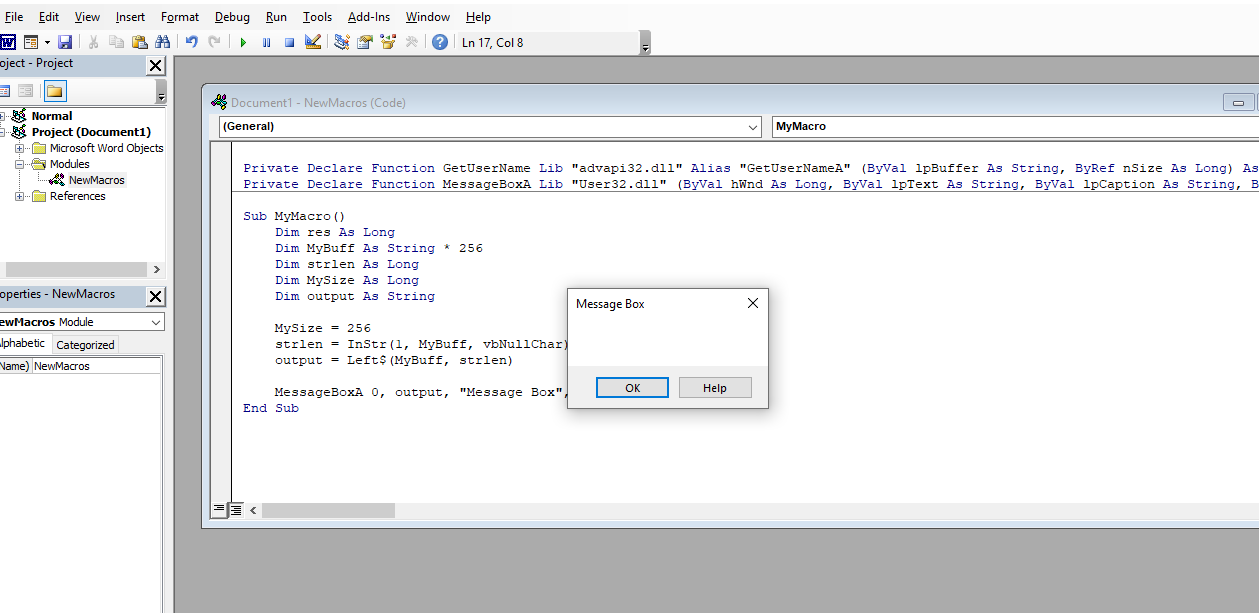 File Edit View Insert Format Debug Run Tools Add-Ins Window Help
Ln 17, Col 8
oject - Project
Normal
Project (Document1)
Microsoft Word Objects
Modules
NewMacros
References
operties - NewMacros
ewMacros Module
lphabetic Categorized
Name) NewMacros
Document1 - NewMacros (Code)
(General) MyMacro
Private Declare Function GetUserName Lib "advapi32.dll" Alias "GetUserNameA" (ByVal lpBuffer As String, ByRef nSize As Long) As
Private Declare Function MessageBoxA Lib "User32.dll" (ByVal hWnd As Long, ByVal lpText As String, ByVal lpCaption As String, B
Sub MyMacro()
Dim res As Long
Dim MyBuff As String * 256
Dim strlen As Long
Dim MySize As Long
Dim output As String
MySize = 256
strlen = InStr(1, MyBuff, vbNullChar)
output = Left$(MyBuff, strlen)
MessageBoxA 0, output, "Message Box",
End Sub
Message Box
OK Help